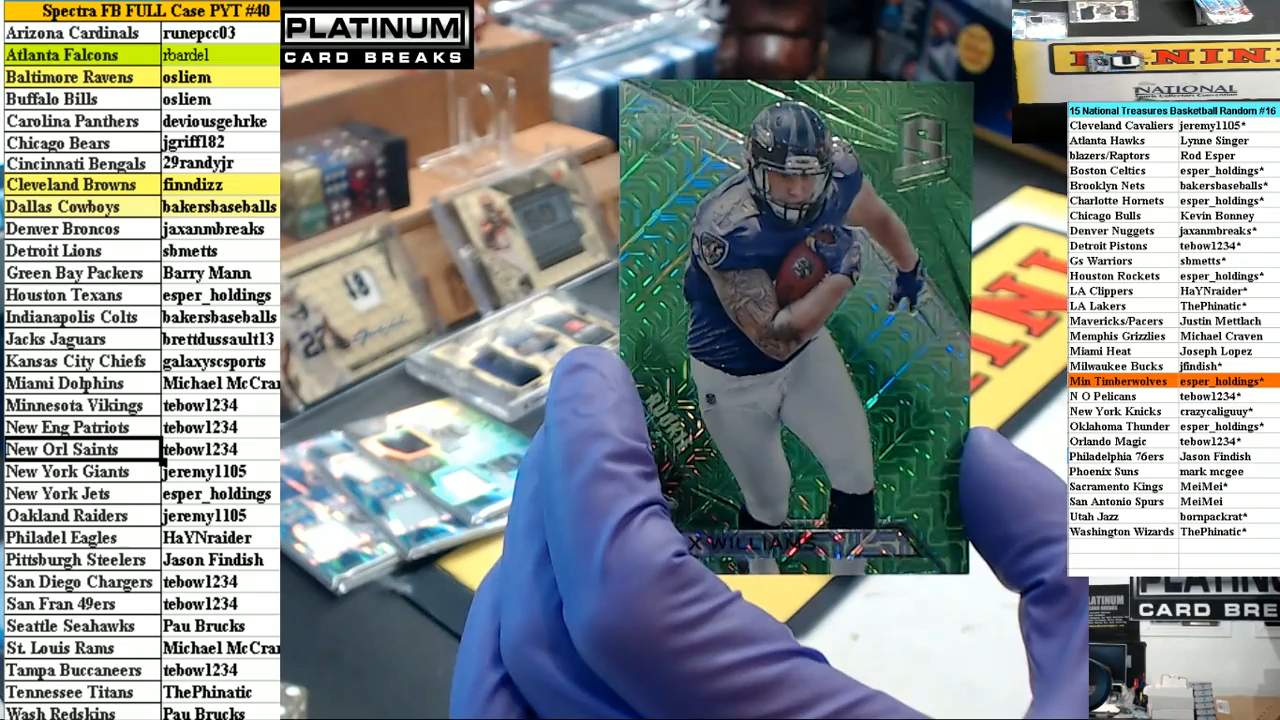 Spectra FB FULL Case PYT #40
Arizona Cardinals runepcc03
Atlanta Falcons rbardel
Baltimore Ravens osliem
Buffalo Bills osliem
Carolina Panthers deviousgehrke
Chicago Bears jgriff182
Cincinnati Bengals 29randyjr
Cleveland Browns finndizz
Dallas Cowboys bakersbaseballs
Denver Broncos jaxanmbreaks
Detroit Lions sbmetts
Green Bay Packers Barry Mann
Houston Texans esper_holdings
Indianapolis Colts bakersbaseballs
Jacks Jaguars brettdussault13
Kansas City Chiefs galaxyscsports
Miami Dolphins Michael McCra
Minnesota Vikings tebow1234
New Eng Patriots tebow1234
New Orl Saints tebow1234
New York Giants jeremy1105
New York Jets esper_holdings
Oakland Raiders jeremy1105
Philadel Eagles HaYNraider
Pittsburgh Steelers Jason Findish
San Diego Chargers tebow1234
San Fran 49ers tebow1234
Seattle Seahawks Pau Brucks
St. Louis Rams Michael McCra
Tampa Buccaneers tebow1234
Tennessee Titans ThePhinatic
Wash Redskins Pau Brucks
PLATINUM
CARD BREAKS
S
ROOKIE
X WILLIAMS
PANINI
NATIONAL
15 National Treasures Basketball Random #16
Cleveland Cavaliers jeremy1105*
Atlanta Hawks Lynne Singer
blazers/Raptors Rod Esper
Boston Celtics esper_holdings*
Brooklyn Nets bakersbaseballs*
Charlotte Hornets esper_holdings*
Chicago Bulls Kevin Bonney
Denver Nuggets jaxanmbreaks*
Detroit Pistons tebow1234*
Gs Warriors sbmetts*
Houston Rockets esper_holdings*
LA Clippers HaYNraider*
LA Lakers ThePhinatic*
Mavericks/Pacers Justin Mettlach
Memphis Grizzlies Michael Craven
Miami Heat Joseph Lopez
Milwaukee Bucks jfindish*
Min Timberwolves esper_holdings*
N O Pelicans tebow1234*
New York Knicks crazycaliguuy*
Oklahoma Thunder esper_holdings*
Orlando Magic tebow1234*
Philadelphia 76ers Jason Findish
Phoenix Suns mark mcgee
Sacramento Kings MeiMei*
San Antonio Spurs MeiMei
Utah Jazz bornpackrat*
Washington Wizards ThePhinatic*
PLATINUM
CARD BRE